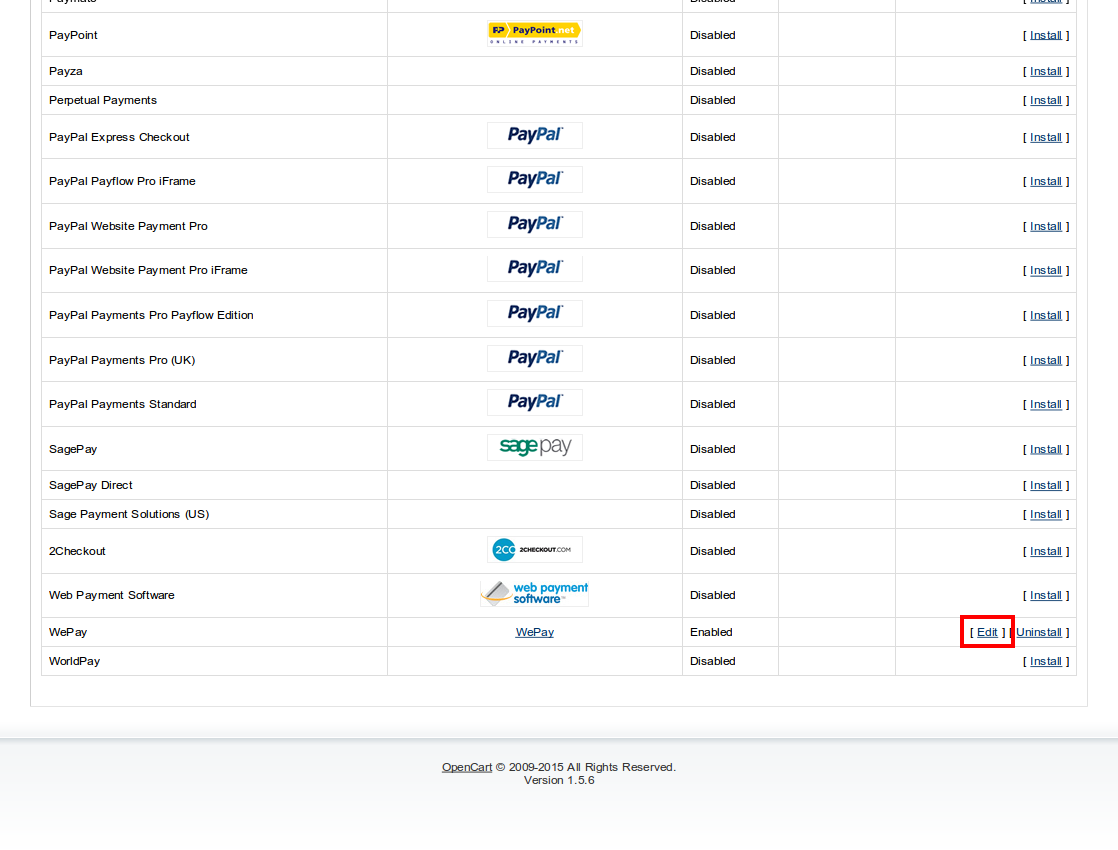 Paymate Disabled [ Install ]
PayPoint PayPoint.net ONLINE PAYMENTS Disabled [ Install ]
Payza Disabled [ Install ]
Perpetual Payments Disabled [ Install ]
PayPal Express Checkout PayPal Disabled [ Install ]
PayPal Payflow Pro iFrame PayPal Disabled [ Install ]
PayPal Website Payment Pro PayPal Disabled [ Install ]
PayPal Website Payment Pro iFrame PayPal Disabled [ Install ]
PayPal Payments Pro Payflow Edition PayPal Disabled [ Install ]
PayPal Payments Pro (UK) PayPal Disabled [ Install ]
PayPal Payments Standard PayPal Disabled [ Install ]
SagePay sage pay Disabled [ Install ]
SagePay Direct Disabled [ Install ]
Sage Payment Solutions (US) Disabled [ Install ]
2Checkout 2CO 2CHECKOUT.COM Disabled [ Install ]
Web Payment Software web payment software™ Disabled [ Install ]
WePay WePay Enabled [ Edit ] [ Uninstall ]
WorldPay Disabled [ Install ]
OpenCart © 2009-2015 All Rights Reserved.
Version 1.5.6